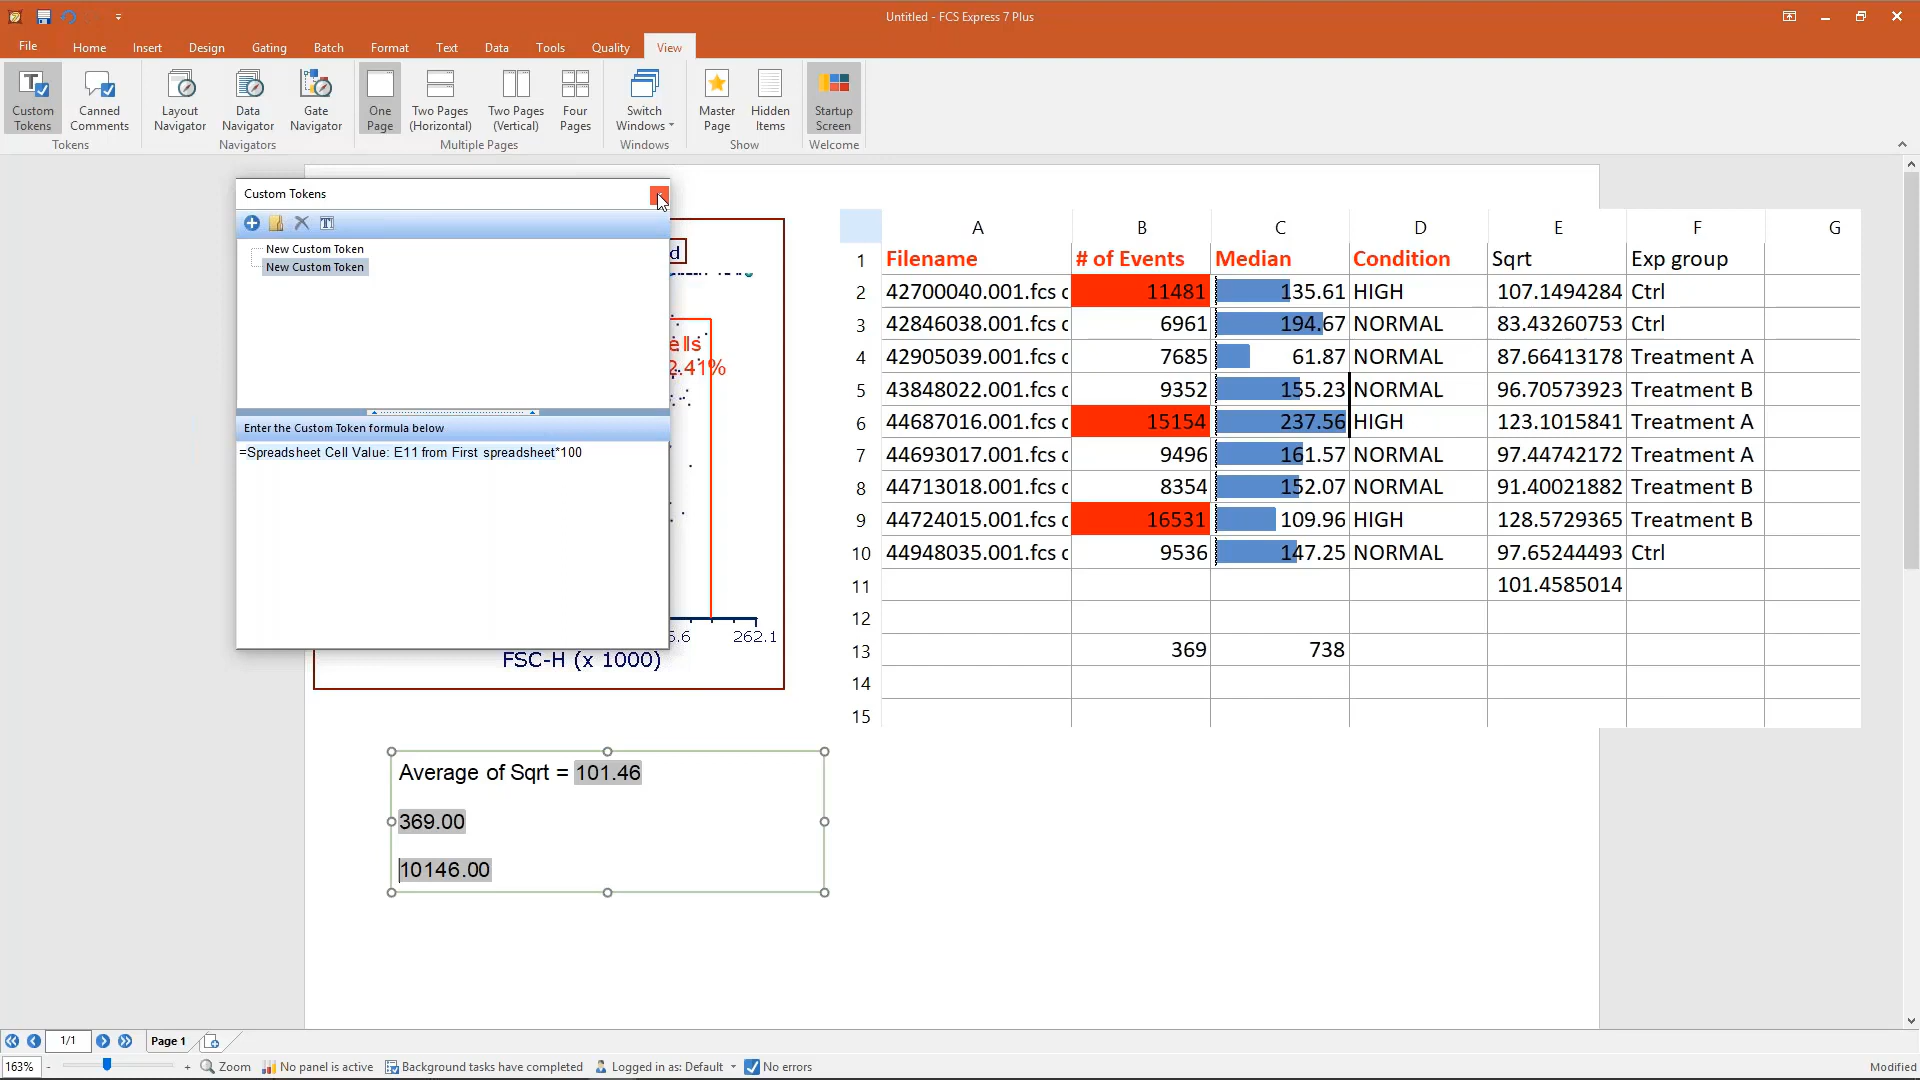 Untitled - FCS Express 7 Plus
File Home Insert Design Gating Batch Format Text Data Tools Quality View
Custom Tokens
Canned Comments
Layout Navigator
Data Navigator
Gate Navigator
One Page
Two Pages (Horizontal)
Two Pages (Vertical)
Four Pages
Switch Windows
Master Page
Hidden Items
Startup Screen
Tokens Navigators Multiple Pages Windows Show Welcome
Custom Tokens
New Custom Token
New Custom Token
Enter the Custom Token formula below
=Spreadsheet Cell Value: E11 from First spreadsheet*100
d
ells
2.41%
5.6 262.1
FSC-H (x 1000)
A B C D E F G
1 Filename # of Events Median Condition Sqrt Exp group
2 42700040.001.fcs c 11481 135.61 HIGH 107.1494284 Ctrl
3 42846038.001.fcs c 6961 194.67 NORMAL 83.43260753 Ctrl
4 42905039.001.fcs c 7685 61.87 NORMAL 87.66413178 Treatment A
5 43848022.001.fcs c 9352 155.23 NORMAL 96.70573923 Treatment B
6 44687016.001.fcs c 15154 237.56 HIGH 123.1015841 Treatment A
7 44693017.001.fcs c 9496 161.57 NORMAL 97.44742172 Treatment A
8 44713018.001.fcs c 8354 152.07 NORMAL 91.40021882 Treatment B
9 44724015.001.fcs c 16531 109.96 HIGH 128.5729365 Treatment B
10 44948035.001.fcs c 9536 147.25 NORMAL 97.65244493 Ctrl
11 101.4585014
12
13 369 738
14
15
Average of Sqrt = 101.46
369.00
10146.00
1/1 Page 1
163% - + Zoom No panel is active Background tasks have completed Logged in as: Default No errors Modified